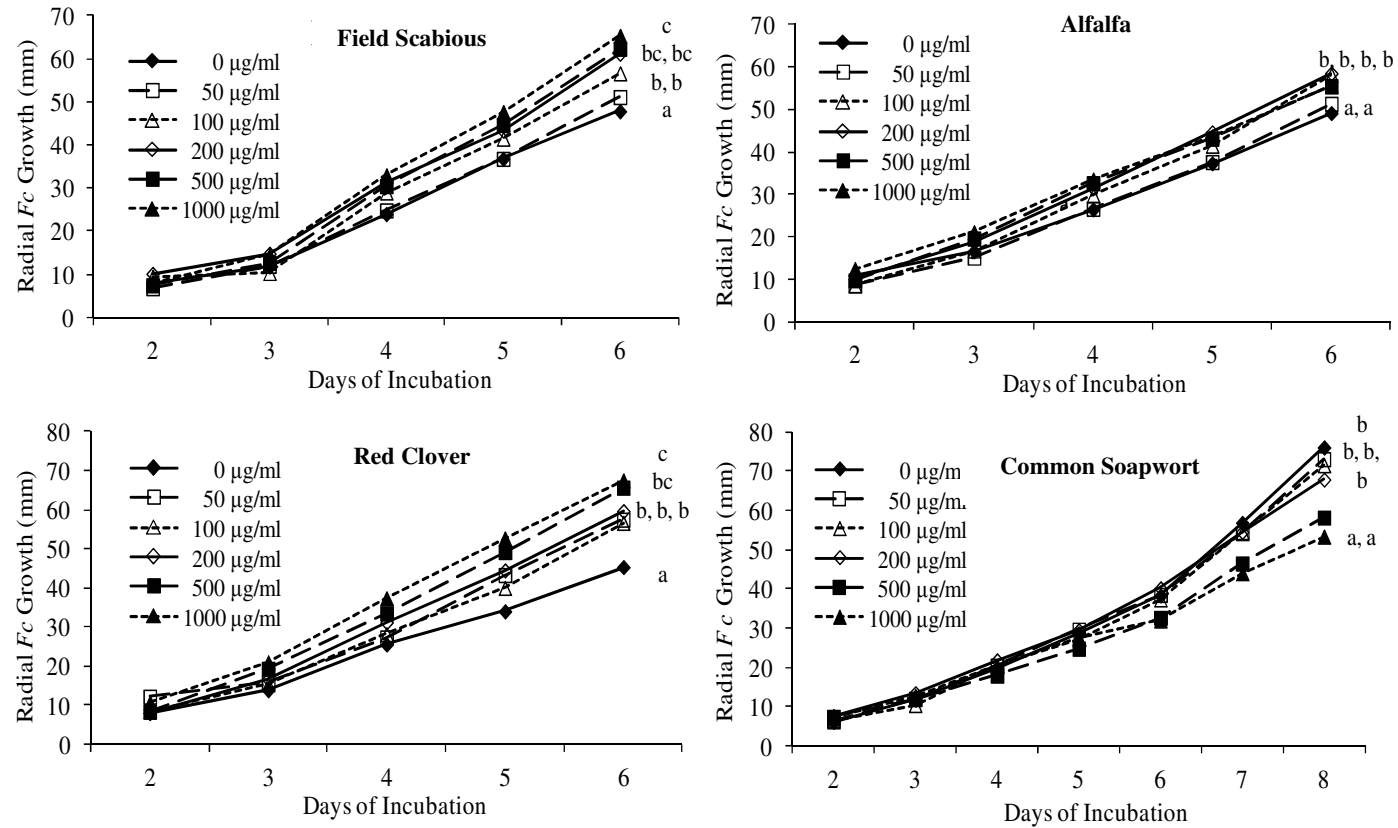 Field Scabious
Radial Fc Growth (mm)
70
60
50
40
30
20
10
0
0 µg/ml
50 µg/ml
100 µg/ml
200 µg/ml
500 µg/ml
1000 µg/ml
c
bc, bc
b, b
a
2 3 4 5 6
Days of Incubation
Alfalfa
Radial Fc Growth (mm)
70
60
50
40
30
20
10
0
0 µg/ml
50 µg/ml
100 µg/ml
200 µg/ml
500 µg/ml
1000 µg/ml
b, b, b, b
a, a
2 3 4 5 6
Days of Incubation
Red Clover
Radial Fc Growth (mm)
80
70
60
50
40
30
20
10
0
0 µg/ml
50 µg/ml
100 µg/ml
200 µg/ml
500 µg/ml
1000 µg/ml
c
bc
b, b, b
a
2 3 4 5 6
Days of Incubation
Common Soapwort
Radial F c Growth (mm)
80
70
60
50
40
30
20
10
0
0 µg/m
50 µg/m.
100 µg/ml
200 µg/ml
500 µg/ml
1000 µg/ml
b
b, b,
b
a, a
2 3 4 5 6 7 8
Days of Incubation